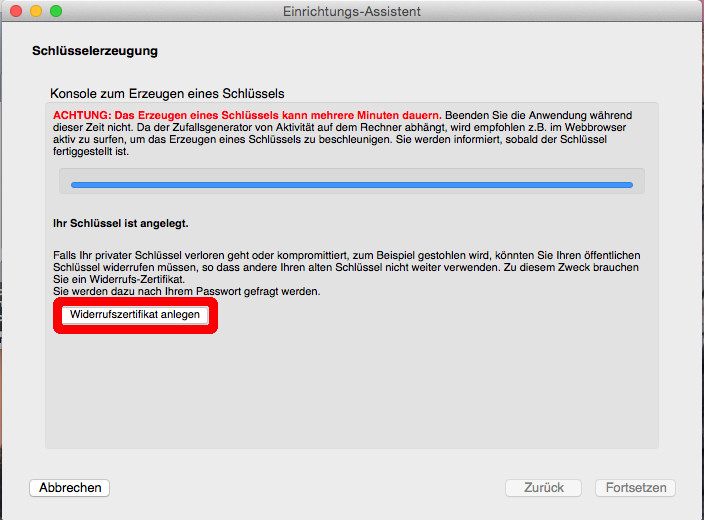 Einrichtungs-Assistent
Schlüsselerzeugung
Konsole zum Erzeugen eines Schlüssels
ACHTUNG: Das Erzeugen eines Schlüssels kann mehrere Minuten dauern. Beenden Sie die Anwendung während
dieser Zeit nicht. Da der Zufallsgenerator von Aktivität auf dem Rechner abhängt, wird empfohlen z.B. im Webbrowser
aktiv zu surfen, um das Erzeugen eines Schlüssels zu beschleunigen. Sie werden informiert, sobald der Schlüssel
fertiggestellt ist.
Ihr Schlüssel ist angelegt.
Falls Ihr privater Schlüssel verloren geht oder kompromittiert, zum Beispiel gestohlen wird, könnten Sie Ihren öffentlichen
Schlüssel widerrufen müssen, so dass andere Ihren alten Schlüssel nicht weiter verwenden. Zu diesem Zweck brauchen
Sie ein Widerrufs-Zertifikat.
Sie werden dazu nach Ihrem Passwort gefragt werden.
Widerrufszertifikat anlegen
Abbrechen
Zurück
Fortsetzen